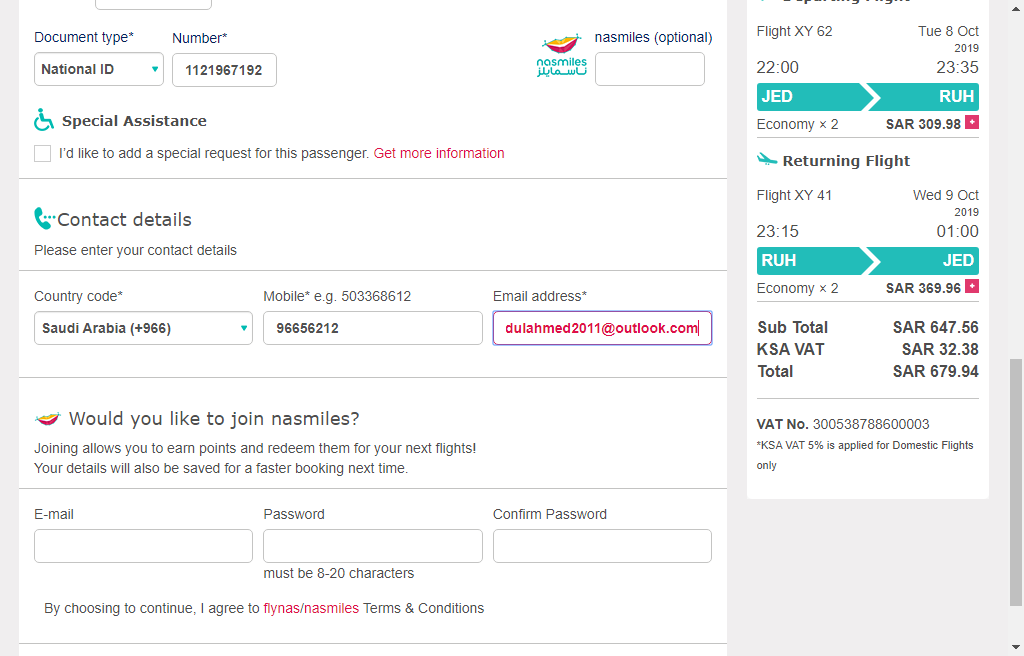 Document type*
Number*
nasmiles (optional)
National ID
1121967192
nasmiles
ناسمايلز
Special Assistance
I'd like to add a special request for this passenger. Get more information
Contact details
Please enter your contact details
Country code*
Mobile* e.g. 503368612
Email address*
Saudi Arabia (+966)
96656212
dulahmed2011@outlook.com
Would you like to join nasmiles?
Joining allows you to earn points and redeem them for your next flights!
Your details will also be saved for a faster booking next time.
E-mail
Password
Confirm Password
must be 8-20 characters
By choosing to continue, I agree to flynas/nasmiles Terms & Conditions
Departing Flight
Flight XY 62
Tue 8 Oct
2019
22:00
23:35
JED
RUH
Economy × 2
SAR 309.98 +
Returning Flight
Flight XY 41
Wed 9 Oct
2019
23:15
01:00
RUH
JED
Economy × 2
SAR 369.96 +
Sub Total
SAR 647.56
KSA VAT
SAR 32.38
Total
SAR 679.94
VAT No. 300538788600003
*KSA VAT 5% is applied for Domestic Flights
only